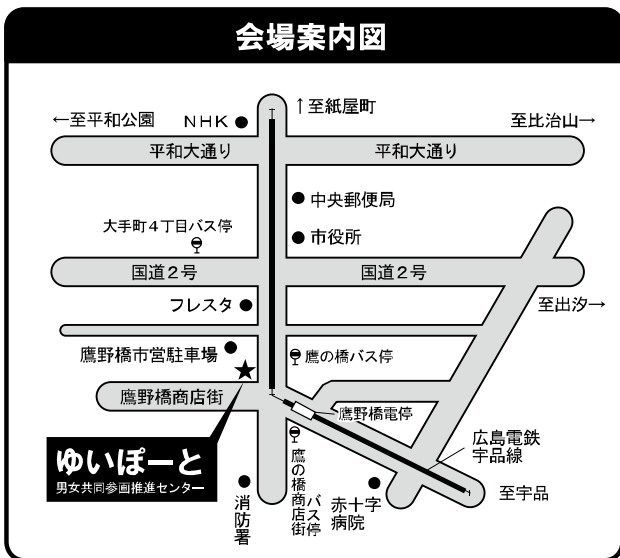 会場案内図
↑至紙屋町
←至平和公園
NHK
至比治山→
平和大通り
平和大通り
中央郵便局
大手町4丁目バス停
市役所
国道2号
国道2号
フレスタ
至出汐→
鷹野橋市営駐車場
鷹の橋バス停
鷹野橋商店街
鷹野橋電停
ゆいぽーと
男女共同参画推進センター
広島電鉄
宇品線
鷹の橋商店街
バス停
消防署
赤十字
病院
至宇品